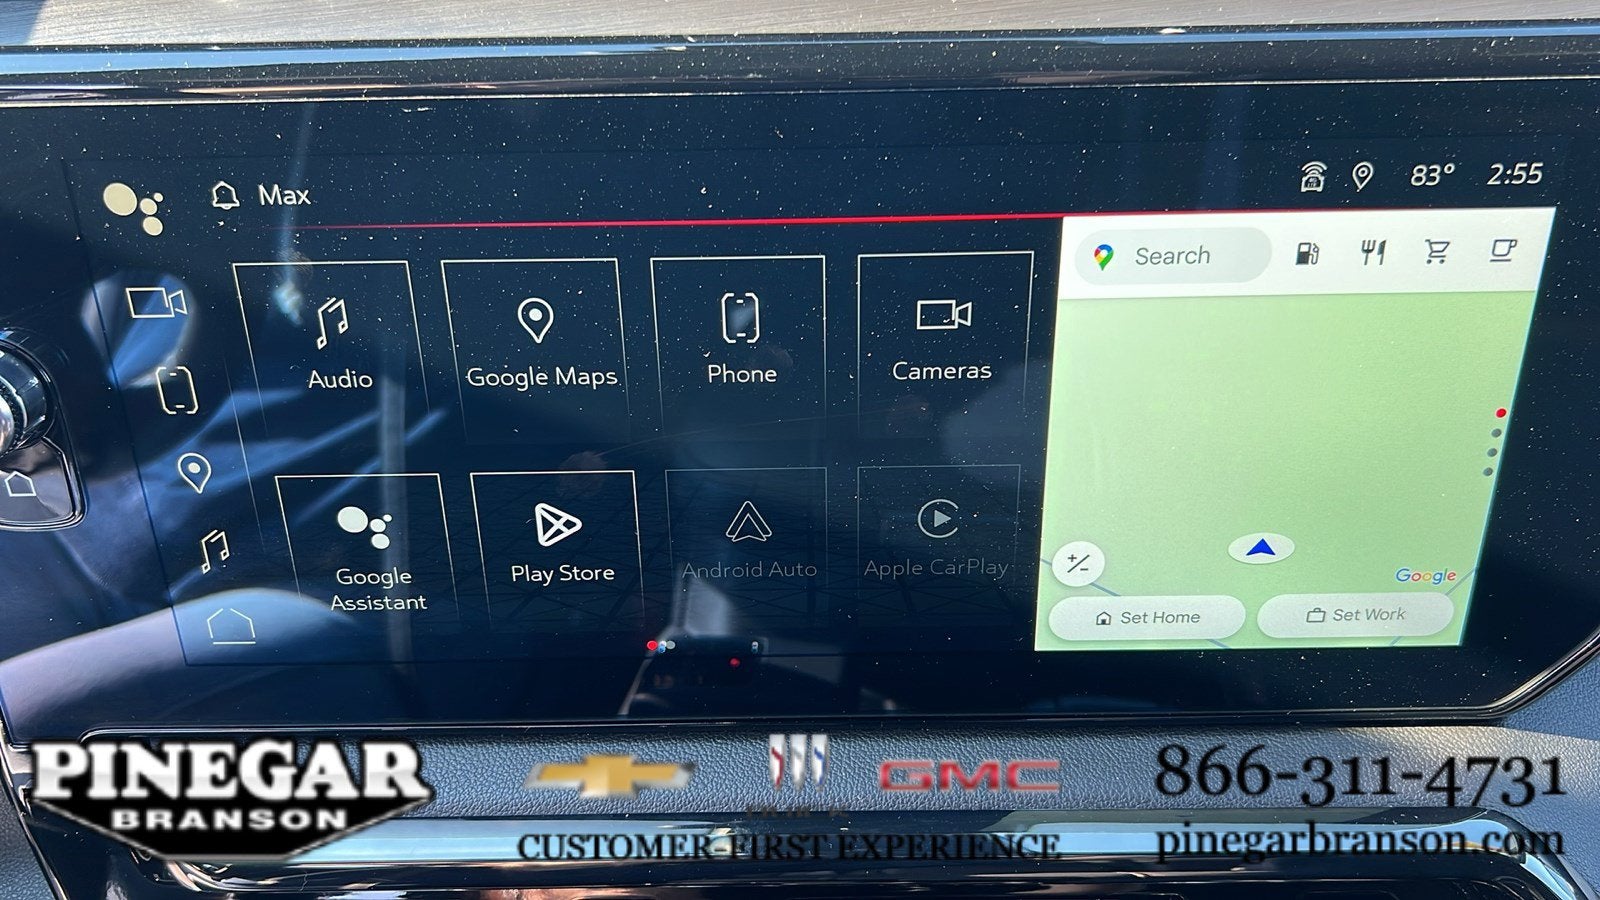 Max
83° 2:55
Search
Audio
Google Maps
Phone
Cameras
Google
Assistant
Play Store
Android Auto
Apple CarPlay
Google
Set Home
Set Work
PINEGAR
BRANSON
GMC
CUSTOMER-FIRST EXPERIENCE
866-311-4731
pinegarbranson.com